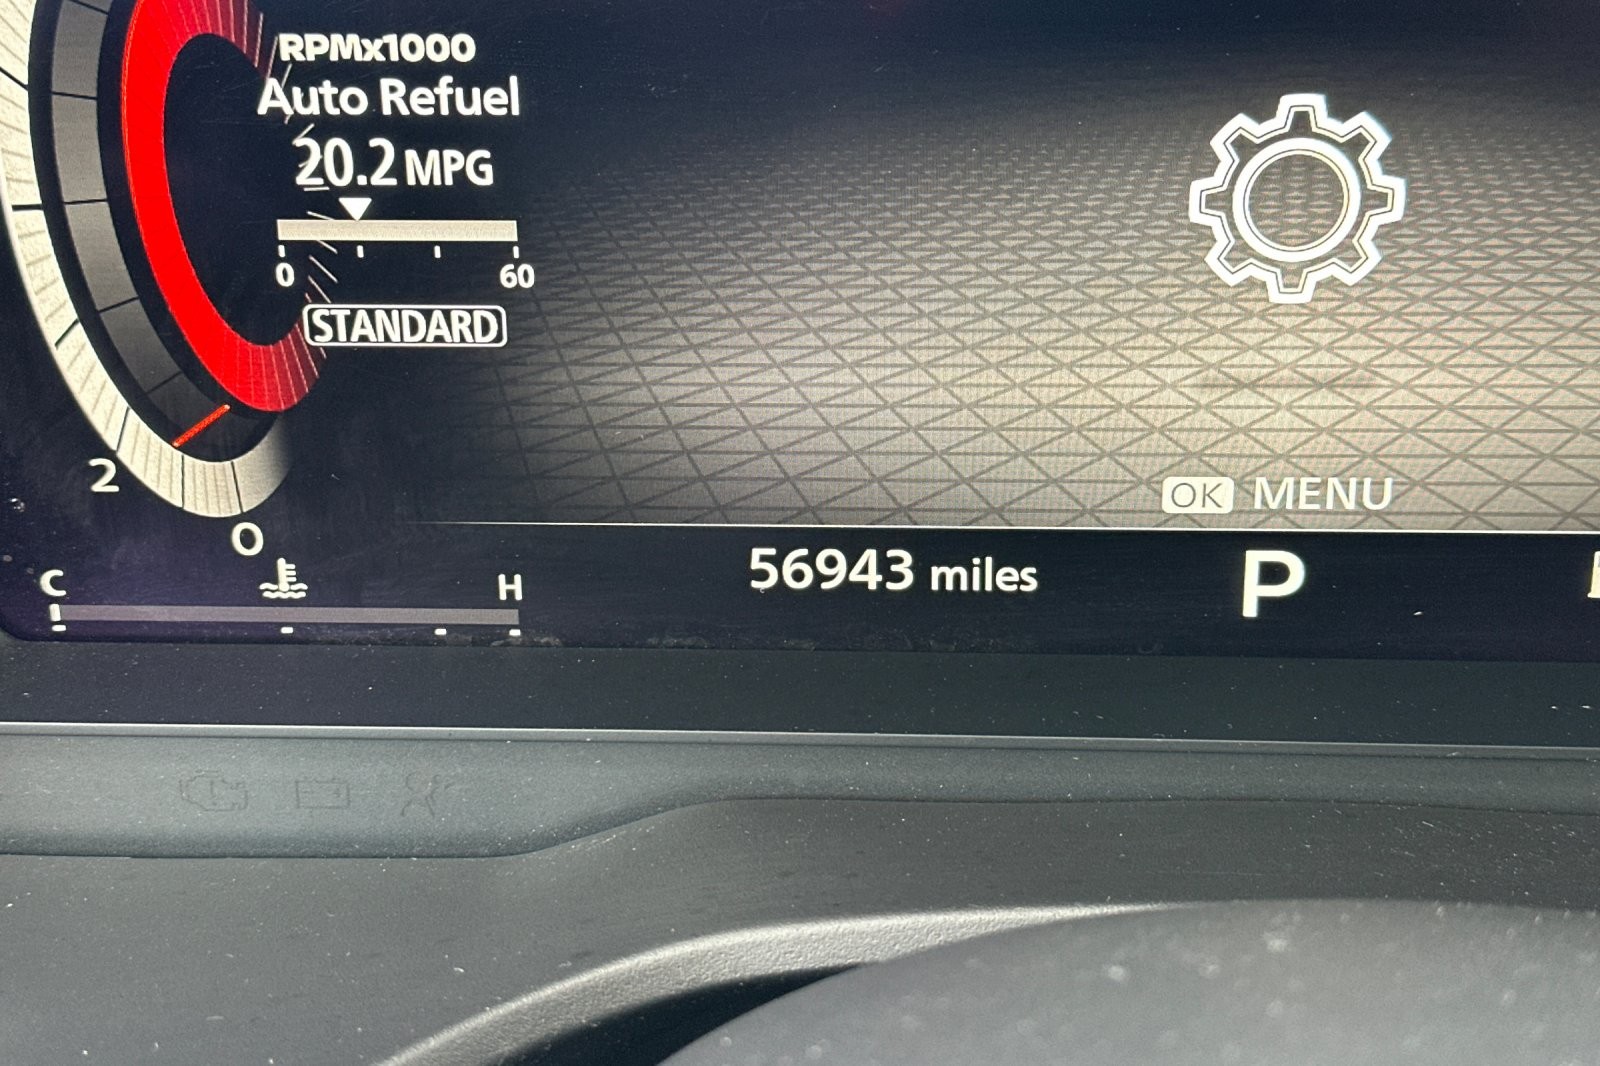 RPMx1000
Auto Refuel
20.2 MPG
0 60
STANDARD
2
0
OK MENU
C H
56943 miles
P